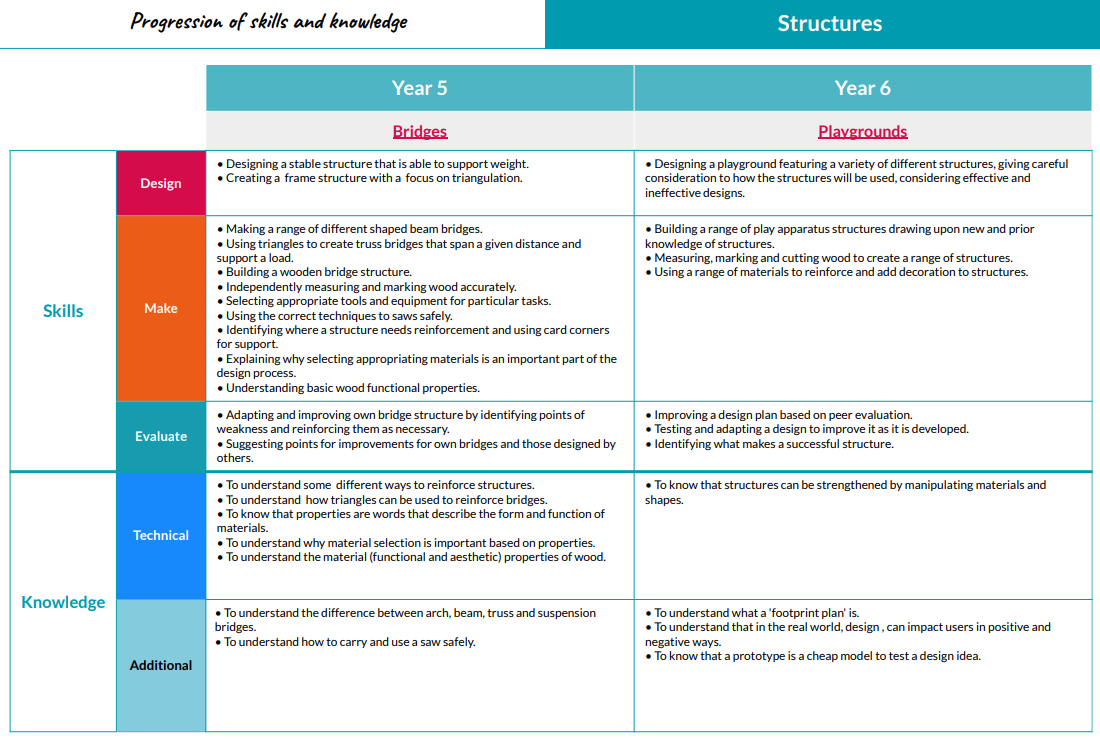 Progression of skills and knowledge
Structures
Year 5
Year 6
Bridges
Playgrounds
Skills
Design
• Designing a stable structure that is able to support weight.
• Creating a frame structure with a focus on triangulation.
• Designing a playground featuring a variety of different structures, giving careful
consideration to how the structures will be used, considering effective and
ineffective designs.
Make
• Making a range of different shaped beam bridges.
• Using triangles to create truss bridges that span a given distance and
support a load.
• Building a wooden bridge structure.
• Independently measuring and marking wood accurately.
• Selecting appropriate tools and equipment for particular tasks.
• Using the correct techniques to saws safely.
• Identifying where a structure needs reinforcement and using card corners
for support.
• Explaining why selecting appropriating materials is an important part of the
design process.
• Understanding basic wood functional properties.
• Building a range of play apparatus structures drawing upon new and prior
knowledge of structures.
• Measuring, marking and cutting wood to create a range of structures.
• Using a range of materials to reinforce and add decoration to structures.
Evaluate
• Adapting and improving own bridge structure by identifying points of
weakness and reinforcing them as necessary.
• Suggesting points for improvements for own bridges and those designed by
others.
• Improving a design plan based on peer evaluation.
• Testing and adapting a design to improve it as it is developed.
• Identifying what makes a successful structure.
Knowledge
Technical
• To understand some different ways to reinforce structures.
• To understand how triangles can be used to reinforce bridges.
• To know that properties are words that describe the form and function of
materials.
• To understand why material selection is important based on properties.
• To understand the material (functional and aesthetic) properties of wood.
• To know that structures can be strengthened by manipulating materials and
shapes.
Additional
• To understand the difference between arch, beam, truss and suspension
bridges.
• To understand how to carry and use a saw safely.
• To understand what a 'footprint plan' is.
• To understand that in the real world, design , can impact users in positive and
negative ways.
• To know that a prototype is a cheap model to test a design idea.